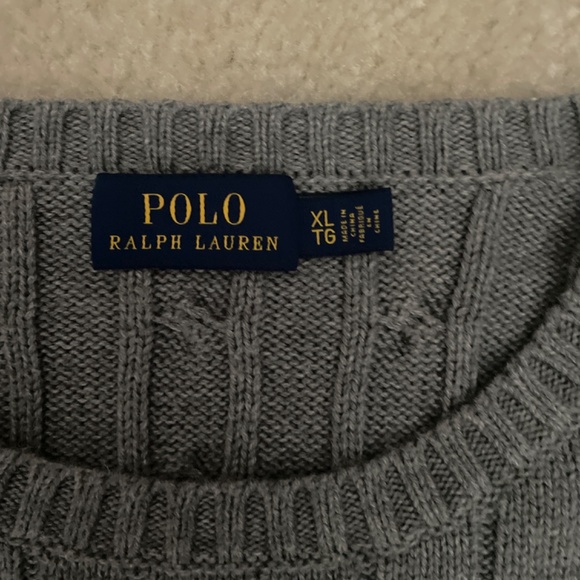 POLO
RALPH LAUREN
XL
TG
MADE IN
CHINA
FABRIQUÉ
EN
CHINE